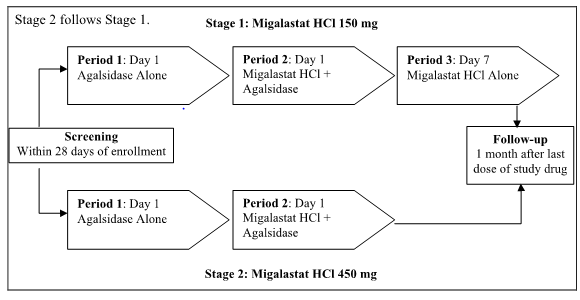 Stage 2 follows Stage 1.
Stage 1: Migalastat HCl 150 mg
Period 1: Day 1
Agalsidase Alone
Period 2: Day 1
Migalastat HCl +
Agalsidase
Period 3: Day 7
Migalastat HCl Alone
Screening
Within 28 days of enrollment
Follow-up
1 month after last
dose of study drug
Period 1: Day 1
Agalsidase Alone
Period 2: Day 1
Migalastat HCl +
Agalsidase
Stage 2: Migalastat HCl 450 mg